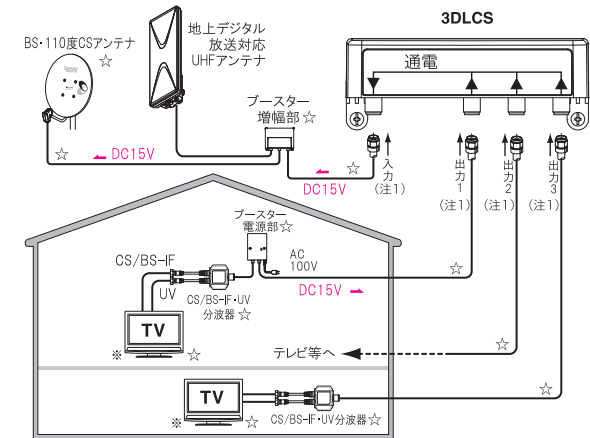 3DLCS
BS・110度CSアンテナ
☆
地上デジタル
放送対応
UHFアンテナ
通電
ブースター
増幅部☆
☆
DC15V
☆
DC15V
入力
(注1)
出力1
(注1)
出力2
(注1)
出力3
(注1)
ブースター
電源部☆
AC
100V
☆
DC15V
CS/BS-IF
UV
CS/BS-IF・UV
分波器☆
TV
※
☆
テレビ等へ
☆
☆
TV
※
☆
CS/BS-IF・UV分波器☆